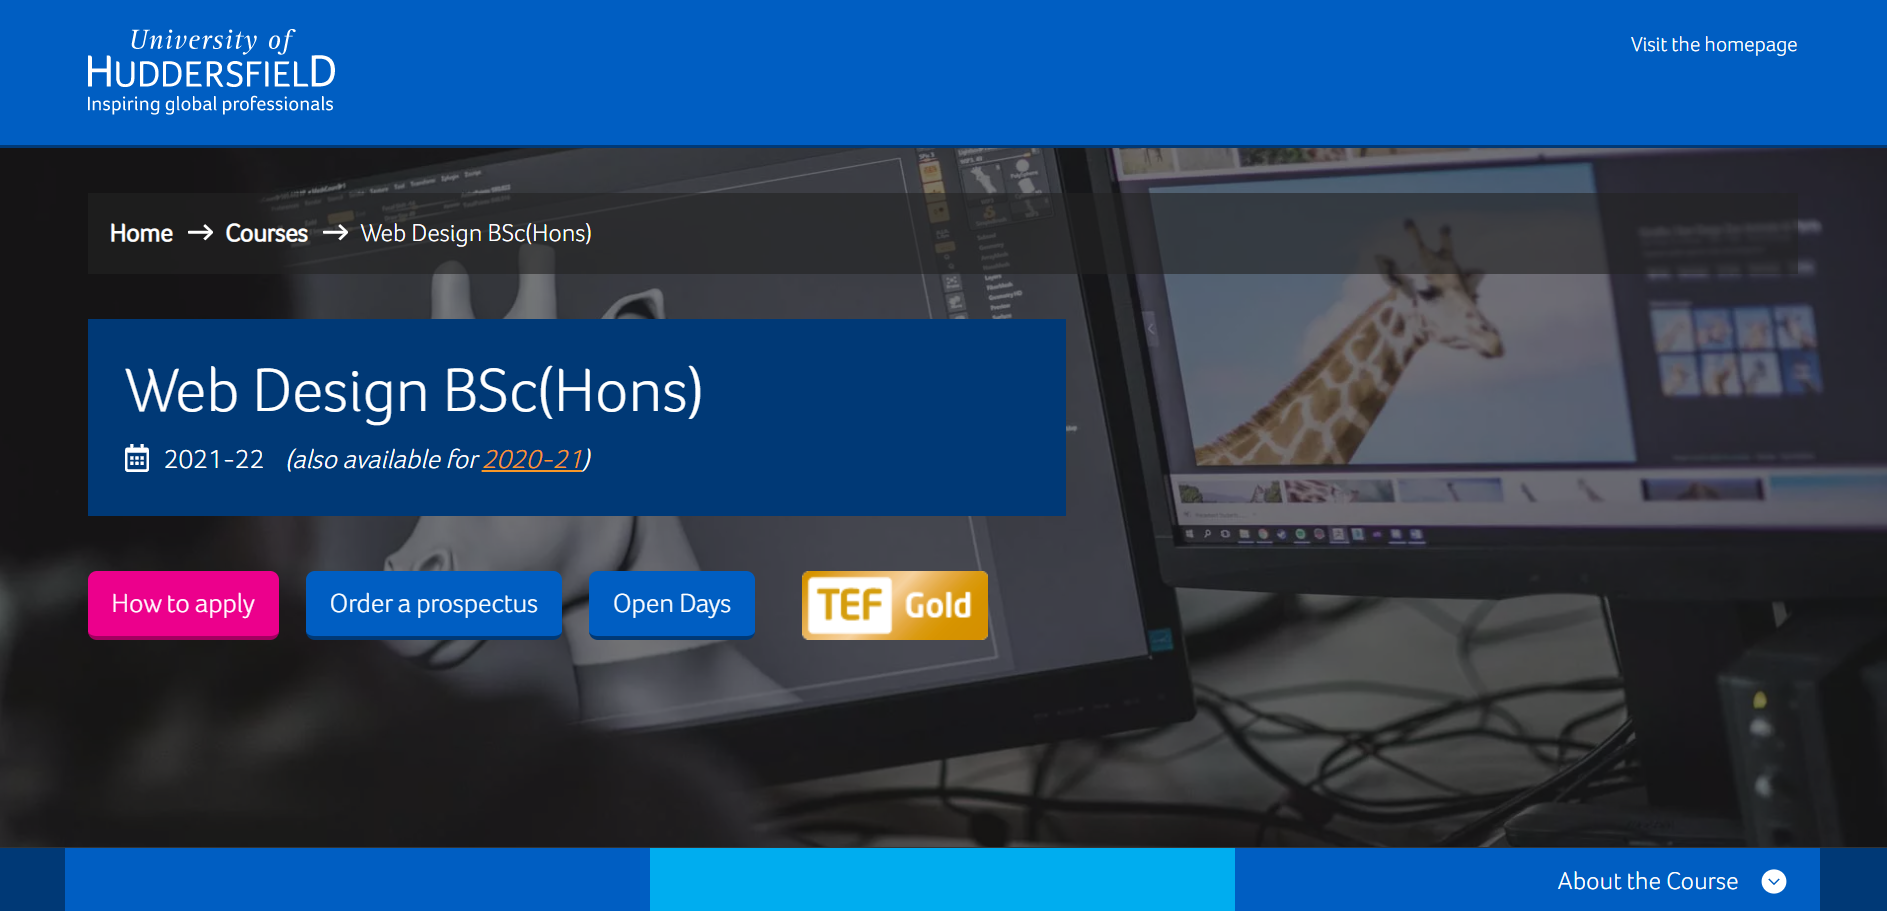 University of
HUDDERSFIELD
Inspiring global professionals
Visit the homepage
Home → Courses → Web Design BSc(Hons)
Web Design BSc(Hons)
2021-22 (also available for 2020-21)
How to apply
Order a prospectus
Open Days
TEF Gold
About the Course